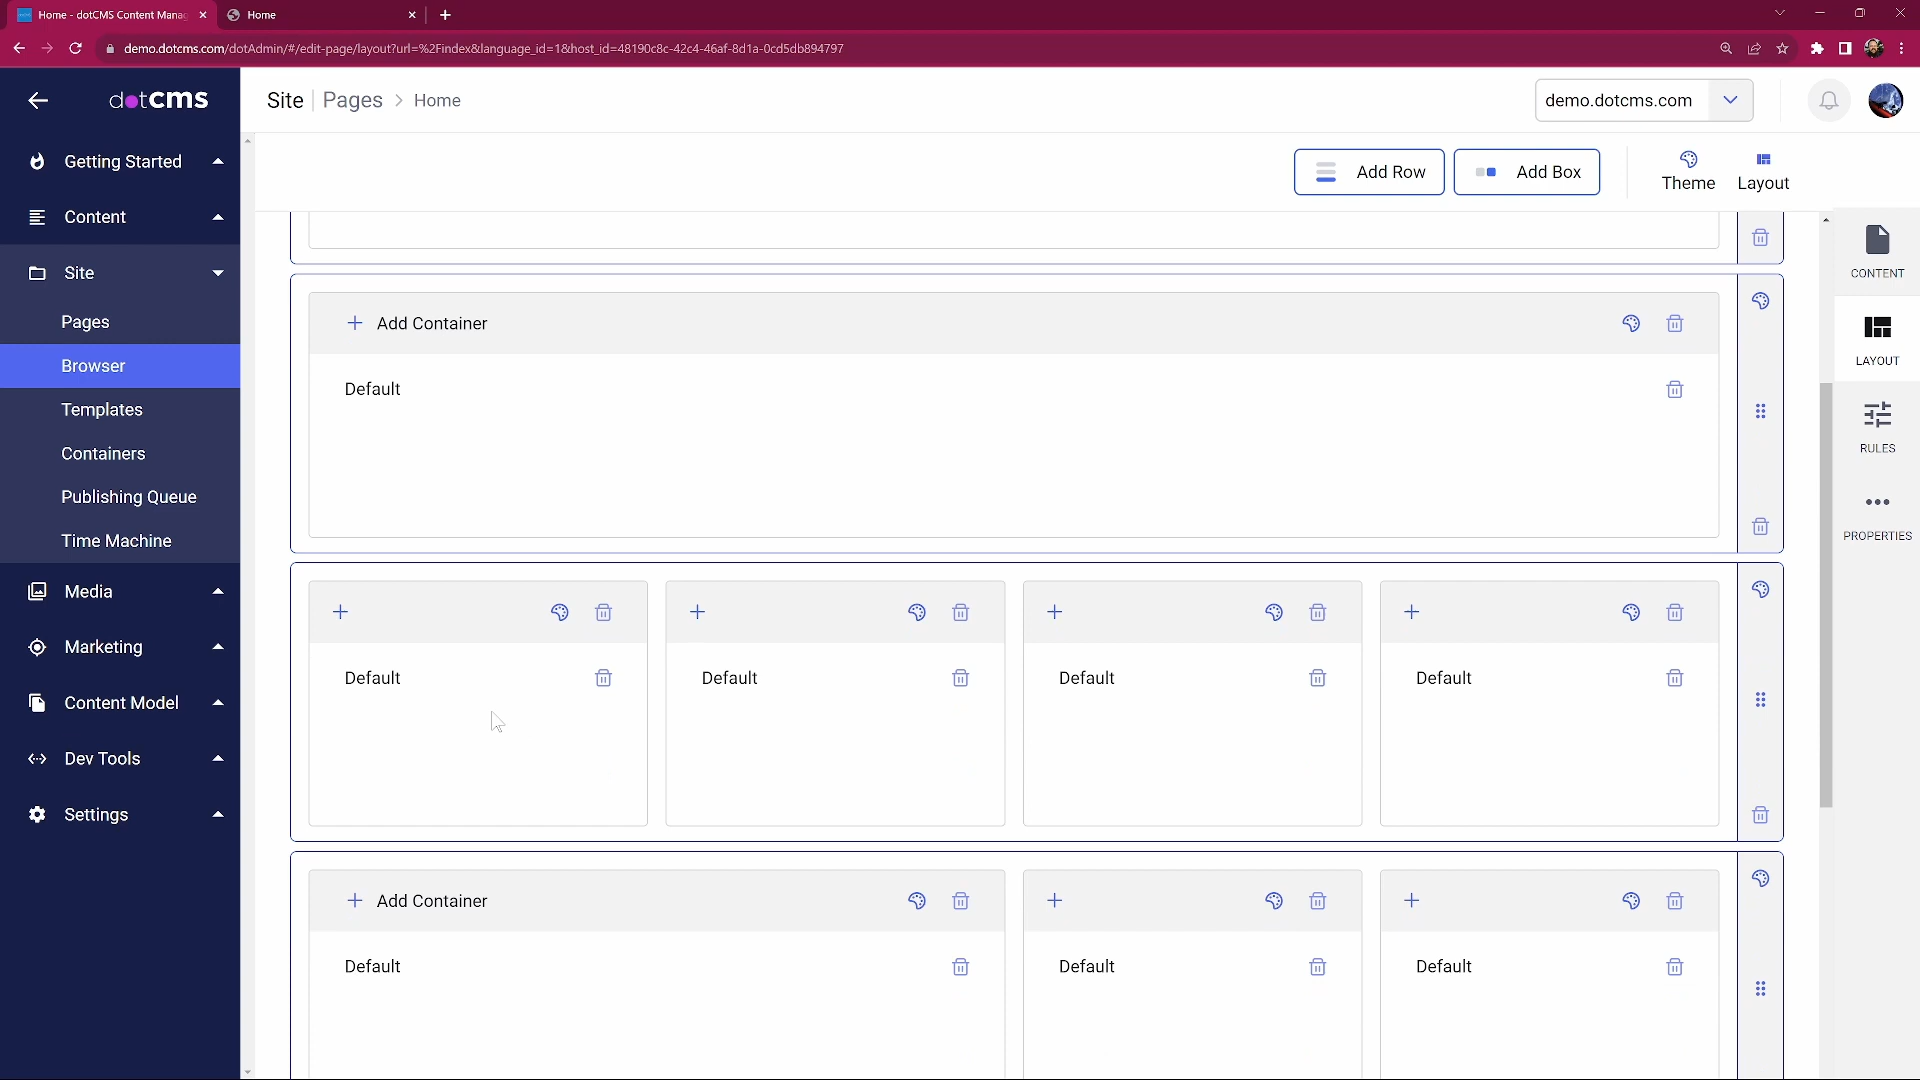 Home - dotCMS Content Manag
Home
demo.dotcms.com/dotAdmin/#/edit-page/layout?url=%2Findex&language_id=1&host_id=48190c8c-42c4-46af-8d1a-0cd5db894797
dotcms
Site
Pages
> Home
demo.dotcms.com
Getting Started
Content
Site
Pages
Browser
Templates
Containers
Publishing Queue
Time Machine
Media
Marketing
Content Model
Dev Tools
Settings
Add Row
Add Box
Theme
Layout
Add Container
Default
Default
Default
Default
Default
Add Container
Default
Default
Default
CONTENT
LAYOUT
RULES
PROPERTIES